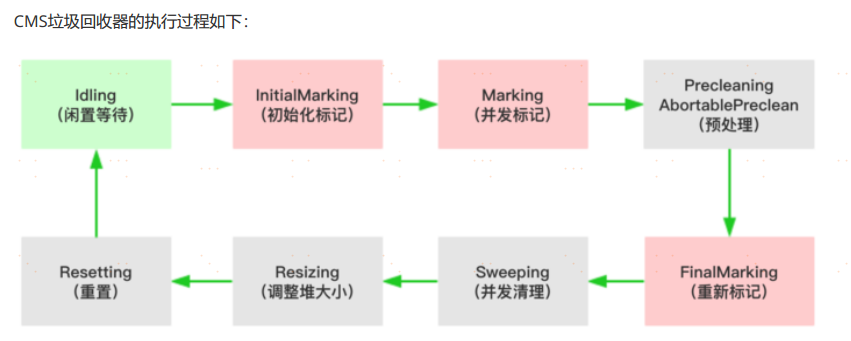 CMS垃圾回收器的执行过程如下：
Idling
（闲置等待）
InitialMarking
（初始化标记）
Marking
（并发标记）
Precleaning
AbortablePreclean
（预处理）
Resetting
（重置）
Resizing
（调整堆大小）
Sweeping
（并发清理）
FinalMarking
（重新标记）